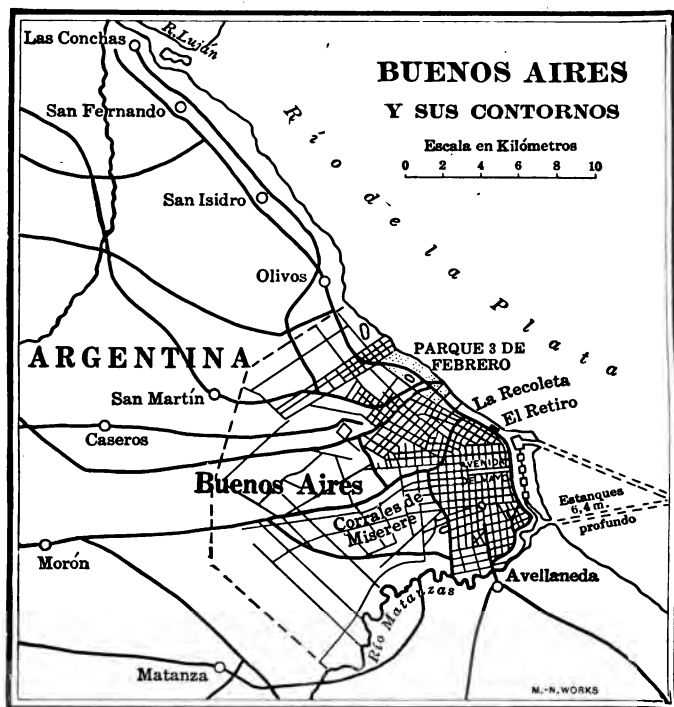 BUENOS AIRES
Y SUS CONTORNOS
Escala en Kilómetros
0 2 4 6 8 10
Las Conchas
R. Luján
San Fernando
Río de la Plata
San Isidro
Olivos
ARGENTINA
PARQUE 3 DE
FEBRERO
San Martín
La Recoleta
El Retiro
Caseros
AVENIDA
DE MAYO
Buenos Aires
Corrales de
Miserere
Estanques
6,4 m.
profundo
Morón
Avellaneda
Río Matanzas
Matanza
M.-N. WORKS